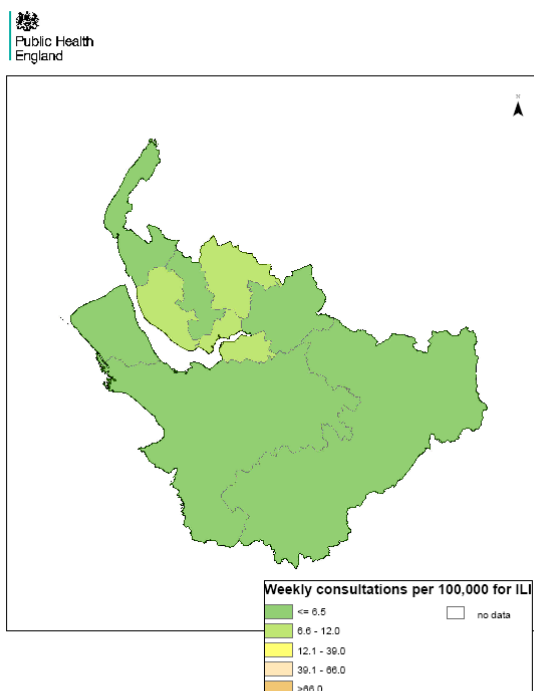 Public Health
England
N
Weekly consultations per 100,000 for ILI
<= 6.5
no data
6.6 - 12.0
12.1 - 39.0
39.1 - 66.0
>66.0